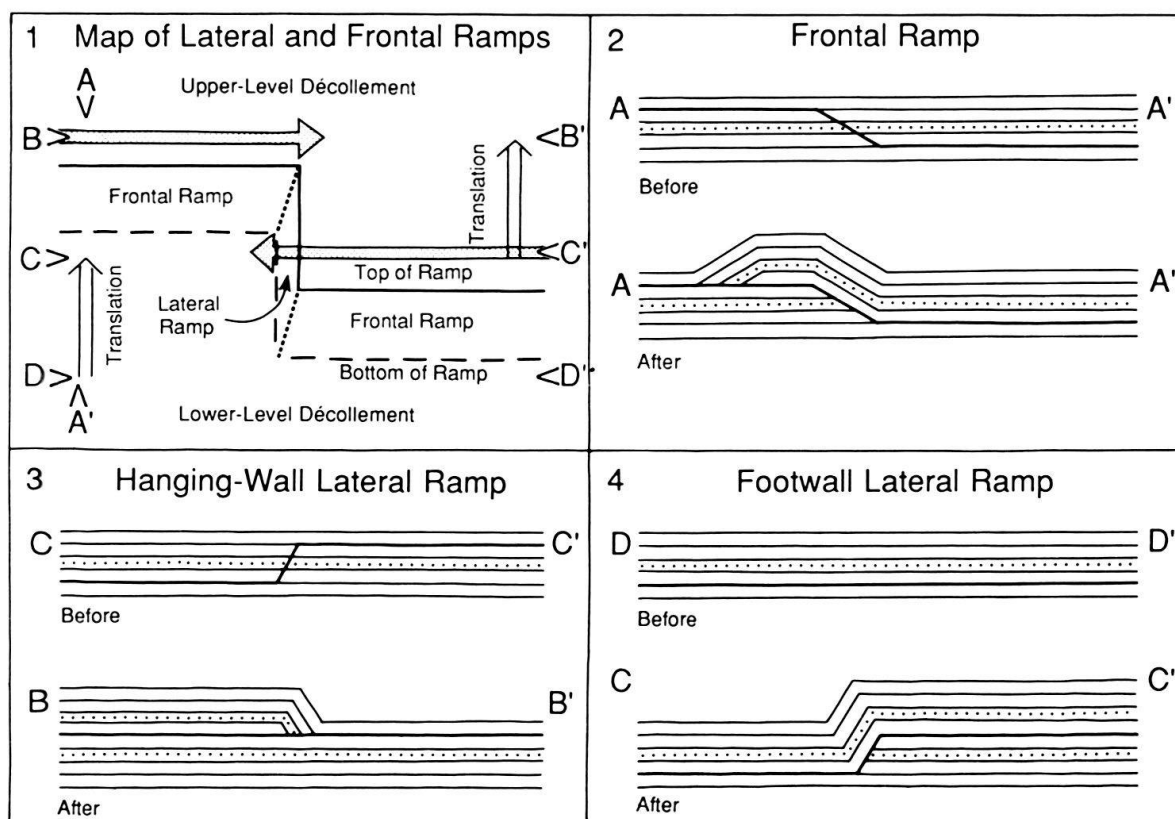 1 Map of Lateral and Frontal Ramps
A
Upper-Level Décollement
B
B'
Frontal Ramp
Translation
C
C'
Top of Ramp
Lateral
Ramp
Translation
Frontal Ramp
D
Bottom of Ramp
D'
A'
Lower-Level Décollement
2 Frontal Ramp
A
A'
Before
A
A'
After
3 Hanging-Wall Lateral Ramp
C
C'
Before
B
B'
After
4 Footwall Lateral Ramp
D
D'
Before
C
C'
After